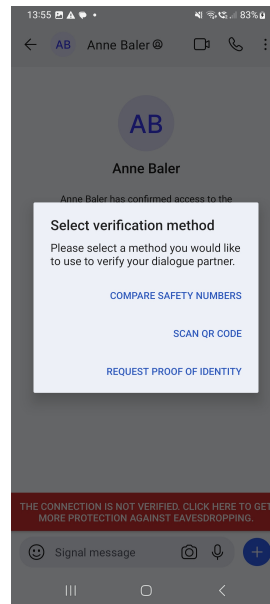 13:55
83%
AB Anne Baler
AB
Anne Baler
Anne Baler has confirmed access to the
Select verification method
Please select a method you would like
to use to verify your dialogue partner.
COMPARE SAFETY NUMBERS
SCAN QR CODE
REQUEST PROOF OF IDENTITY
THE CONNECTION IS NOT VERIFIED. CLICK HERE TO GET
MORE PROTECTION AGAINST EAVESDROPPING.
Signal message